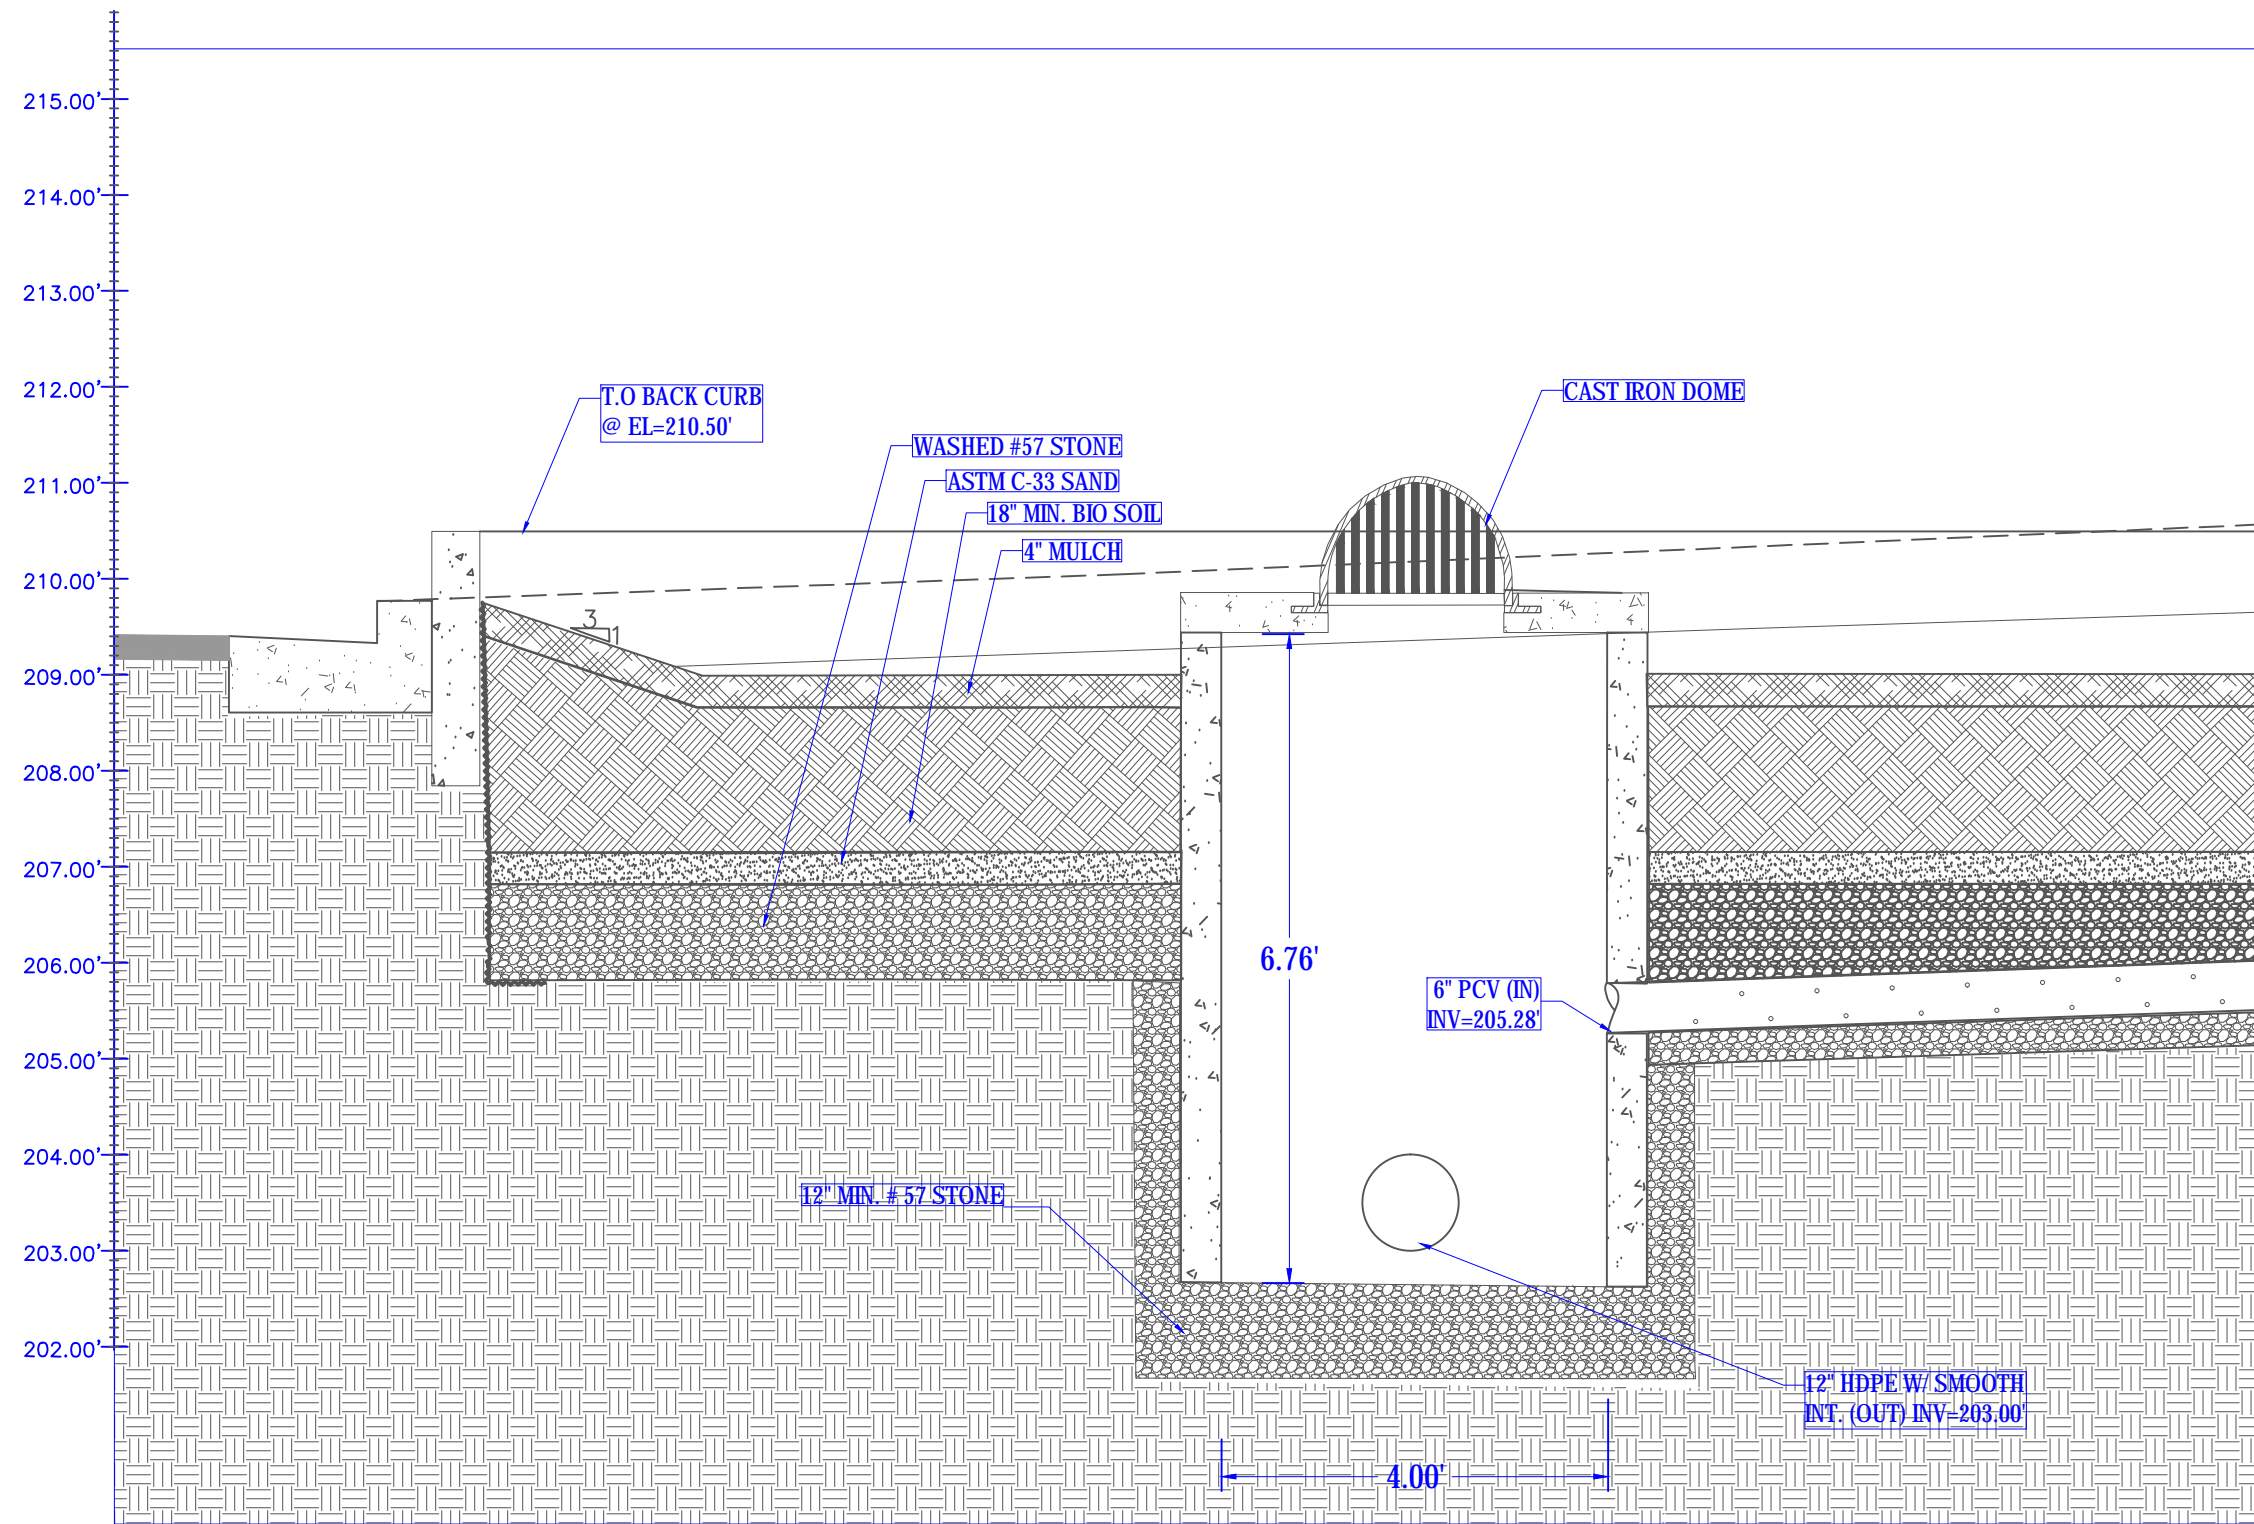 215.00'
214.00'
213.00'
212.00'
211.00'
210.00'
209.00'
208.00'
207.00'
206.00'
205.00'
204.00'
203.00'
202.00'
T.O BACK CURB
@ EL=210.50'
WASHED #57 STONE
ASTM C-33 SAND
18" MIN. BIO SOIL
4" MULCH
CAST IRON DOME
3
1
6.76'
6" PCV (IN)
INV=205.28'
12" MIN. # 57 STONE
12" HDPE W/ SMOOTH
INT. (OUT) INV=203.00'
4.00'